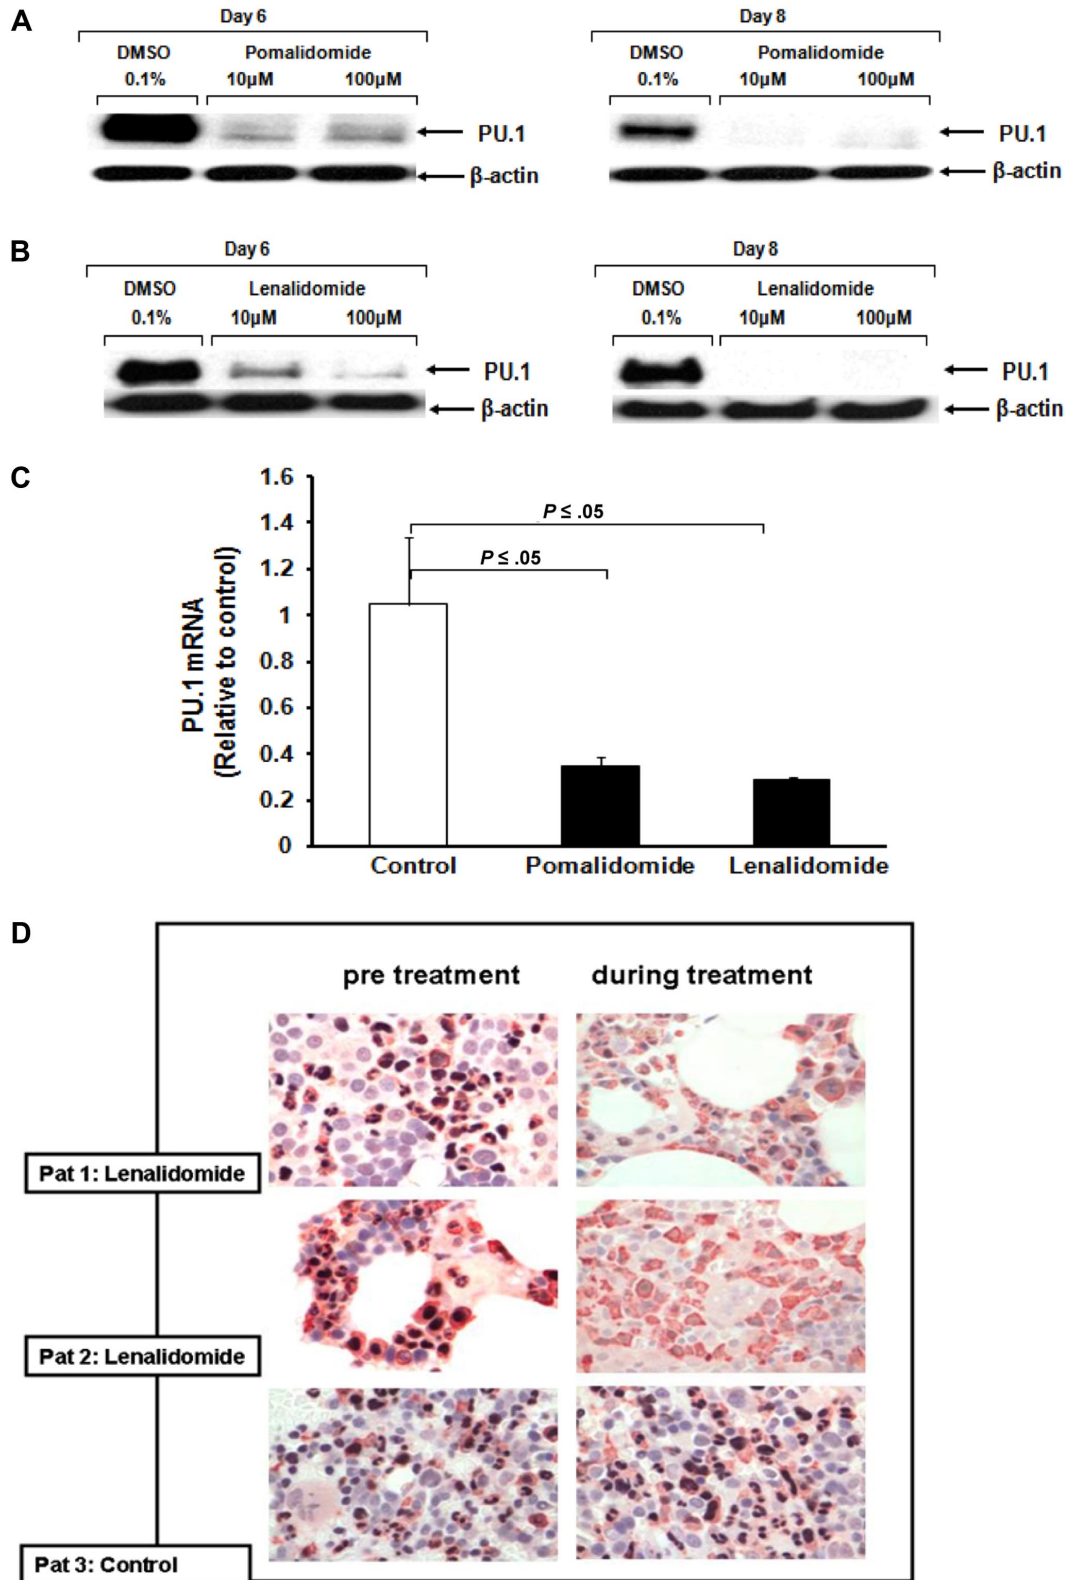 A
Day 6
Day 8
DMSO Pomalidomide
DMSO Pomalidomide
0.1% 10μM 100μM
0.1% 10μM 100μM
PU.1
PU.1
β-actin
β-actin
B
Day 6
Day 8
DMSO Lenalidomide
DMSO Lenalidomide
0.1% 10μM 100μM
0.1% 10μM 100μM
PU.1
PU.1
β-actin
β-actin
C
PU.1 mRNA
(Relative to control)
1.6
1.4
1.2
1
0.8
0.6
0.4
0.2
0
P ≤ .05
P ≤ .05
Control Pomalidomide Lenalidomide
D
pre treatment during treatment
Pat 1: Lenalidomide
Pat 2: Lenalidomide
Pat 3: Control